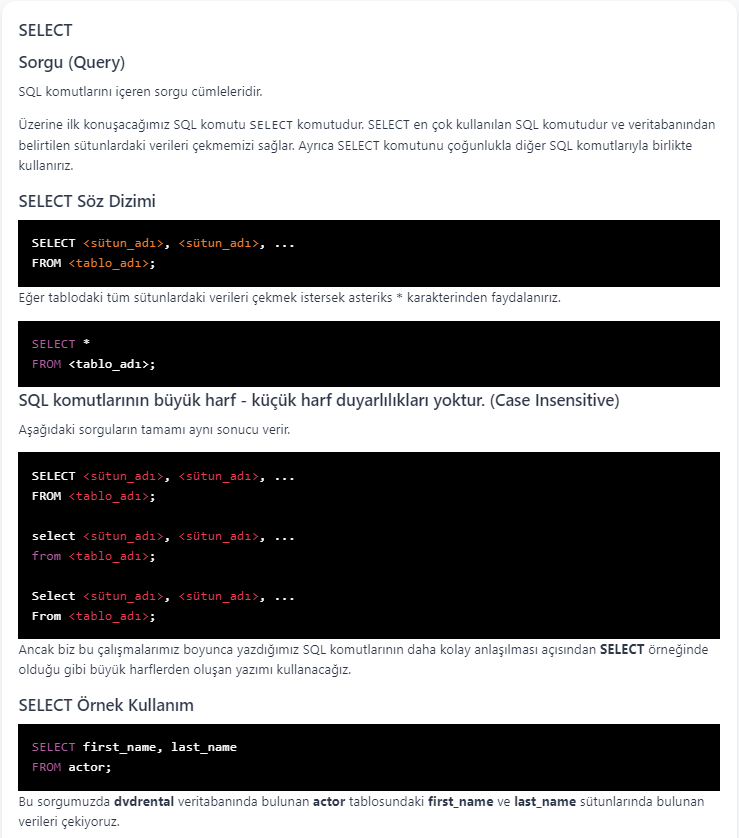 SELECT
Sorgu (Query)
SQL komutlarını içeren sorgu cümleleridir.
Üzerine ilk konuşacağımız SQL komutu SELECT komutudur. SELECT en çok kullanılan SQL komutudur ve veritabanından
belirtilen sütunlardaki verileri çekmemizi sağlar. Ayrıca SELECT komutunu çoğunlukla diğer SQL komutlarıyla birlikte
kullanırız.
SELECT Söz Dizimi
SELECT <sütun_adı>, <sütun_adı>, ...
FROM <tablo_adı>;
Eğer tablodaki tüm sütunlardaki verileri çekmek istersek asteriks * karakterinden faydalanırız.
SELECT *
FROM <tablo_adı>;
SQL komutlarının büyük harf - küçük harf duyarlılıkları yoktur. (Case Insensitive)
Aşağıdaki sorguların tamamı aynı sonucu verir.
SELECT <sütun_adı>, <sütun_adı>, ...
FROM <tablo_adı>;
select <sütun_adı>, <sütun_adı>, ...
from <tablo_adı>;
Select <sütun_adı>, <sütun_adı>, ...
From <tablo_adı>;
Ancak biz bu çalışmalarımız boyunca yazdığımız SQL komutlarının daha kolay anlaşılması açısından SELECT örneğinde
olduğu gibi büyük harflerden oluşan yazımı kullanacağız.
SELECT Örnek Kullanım
SELECT first_name, last_name
FROM actor;
Bu sorgumuzda dvdrental veritabanında bulunan actor tablosundaki first_name ve last_name sütunlarında bulunan
verileri çekiyoruz.